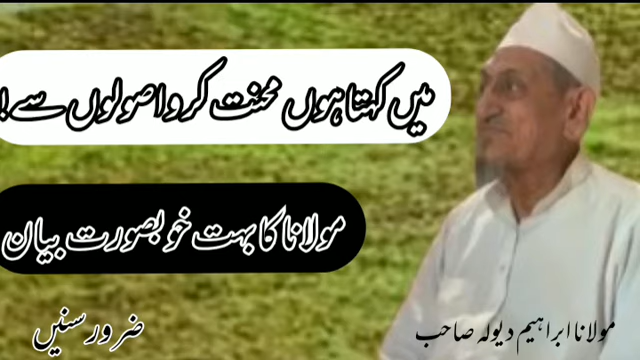 میں کہتا ہوں محنت کرو اصولوں سے!
مولانا کا بہت خوبصورت بیان
ضرور سنیں
مولانا ابراہیم دیولہ صاحب